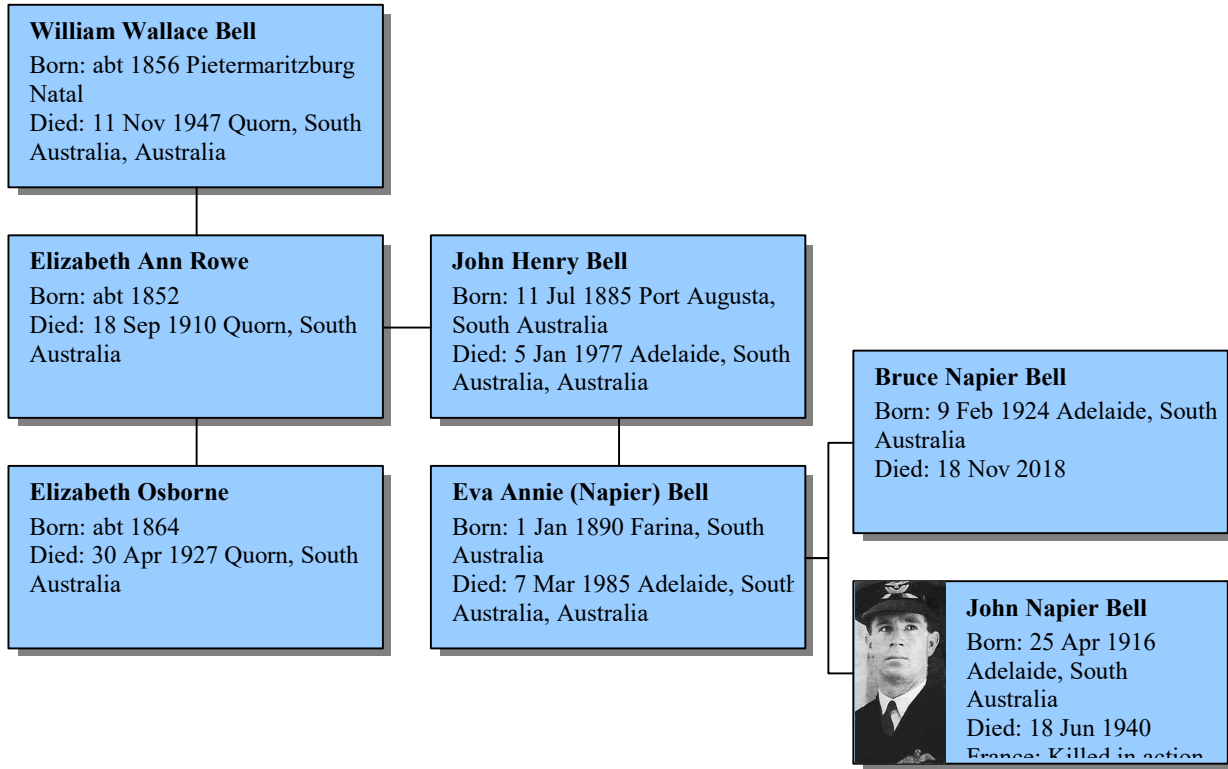 William Wallace Bell
Born: abt 1856 Pietermaritzburg
Natal
Died: 11 Nov 1947 Quorn, South
Australia, Australia
Elizabeth Ann Rowe
Born: abt 1852
Died: 18 Sep 1910 Quorn, South
Australia
Elizabeth Osborne
Born: abt 1864
Died: 30 Apr 1927 Quorn, South
Australia
John Henry Bell
Born: 11 Jul 1885 Port Augusta,
South Australia
Died: 5 Jan 1977 Adelaide, South
Australia, Australia
Eva Annie (Napier) Bell
Born: 1 Jan 1890 Farina, South
Australia
Died: 7 Mar 1985 Adelaide, South
Australia, Australia
Bruce Napier Bell
Born: 9 Feb 1924 Adelaide, South
Australia
Died: 18 Nov 2018
John Napier Bell
Born: 25 Apr 1916
Adelaide, South
Australia
Died: 18 Jun 1940
France: Killed in action